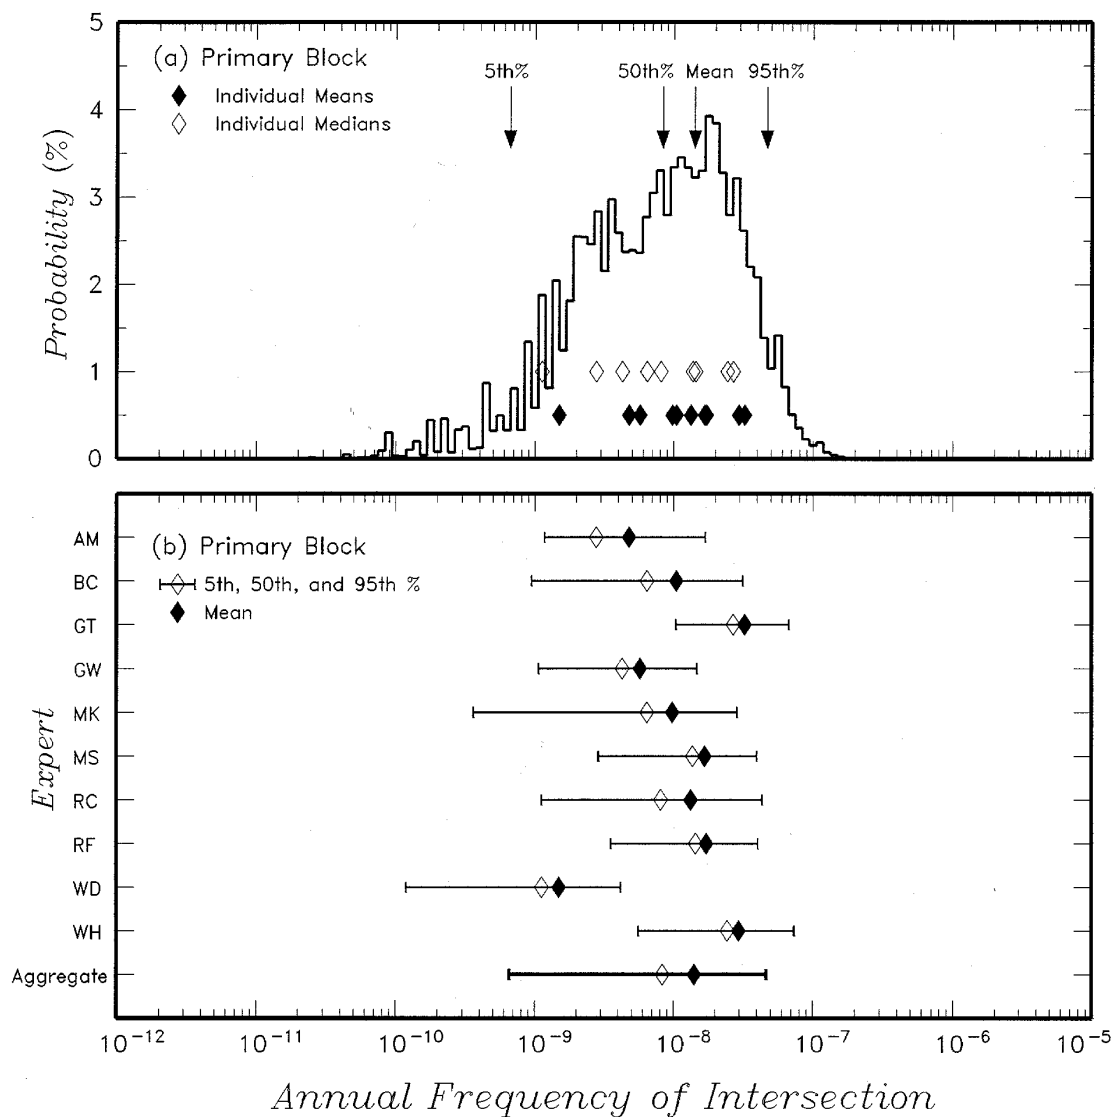 5
(a) Primary Block
5th% 50th% Mean 95th%
Individual Means
4
Individual Medians
3
2
1
0
Probability (%)
AM
(b) Primary Block
BC
5th, 50th, and 95th %
GT
Mean
GW
MK
MS
RC
RF
WD
WH
Aggregate
Expert
10-12 10-11 10-10 10-9 10-8 10-7 10-6 10-5
Annual Frequency of Intersection